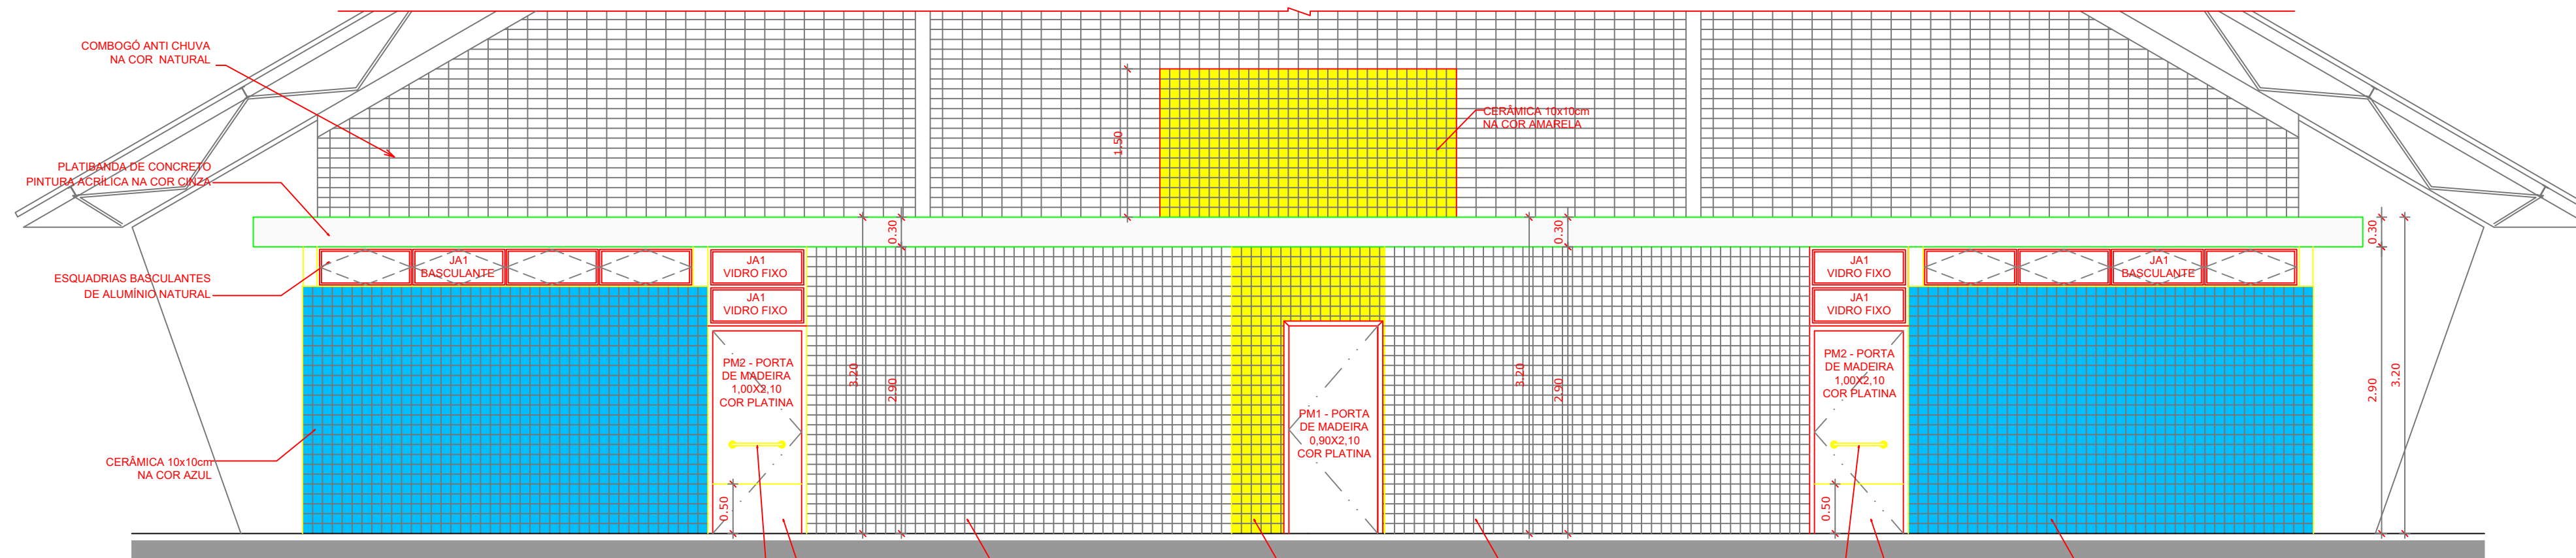 COMBOGÓ ANTI CHUVA
NA COR NATURAL
CERÂMICA 10x10cm
NA COR AMARELA
1.50
PLATIBANDA DE CONCRETO
PINTURA ACRÍLICA NA COR CINZA
0.30
0.30
0.30
ESQUADRIAS BASCULANTES
DE ALUMÍNIO NATURAL
JA1
BASCULANTE
JA1
VIDRO FIXO
JA1
VIDRO FIXO
JA1
VIDRO FIXO
JA1
VIDRO FIXO
JA1
BASCULANTE
PM2 - PORTA
DE MADEIRA
1,00X2,10
COR PLATINA
3.20
2.90
PM1 - PORTA
DE MADEIRA
0,90X2,10
COR PLATINA
3.20
2.90
PM2 - PORTA
DE MADEIRA
1,00X2,10
COR PLATINA
2.90
3.20
CERÂMICA 10x10cm
NA COR AZUL
0.50
0.50